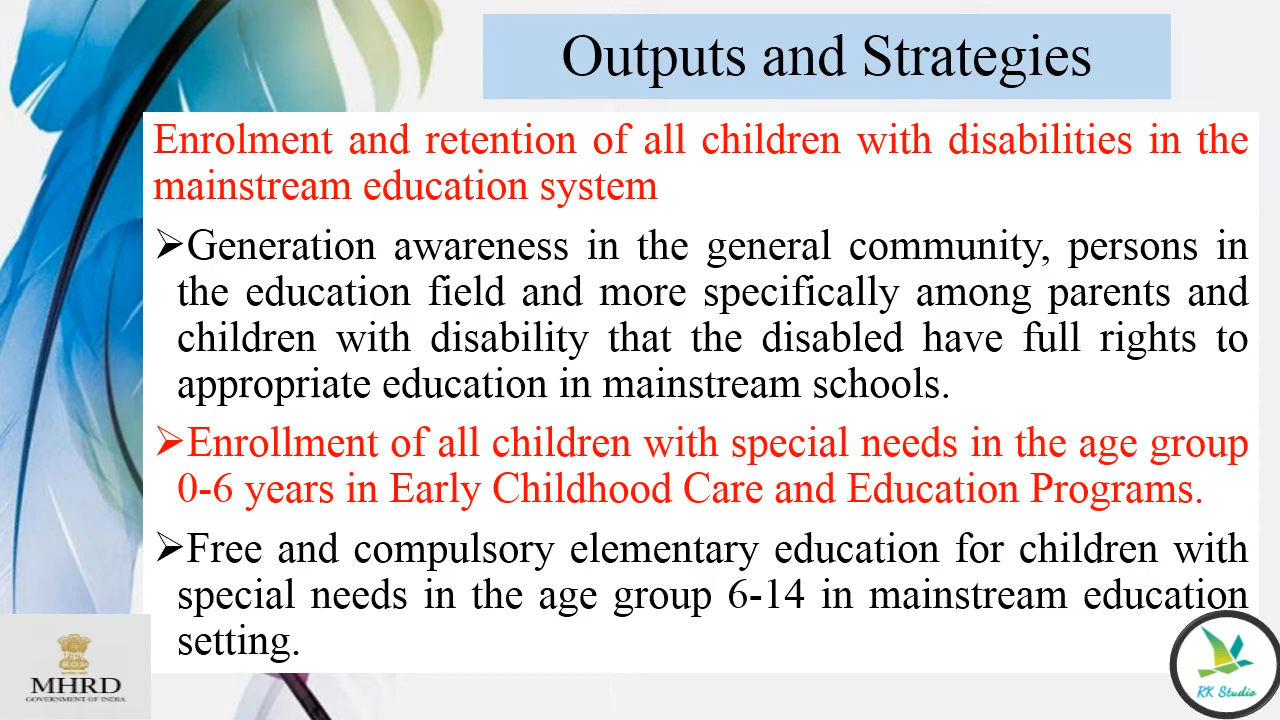 Outputs and Strategies
Enrolment and retention of all children with disabilities in the
mainstream education system
➢Generation awareness in the general community, persons in
the education field and more specifically among parents and
children with disability that the disabled have full rights to
appropriate education in mainstream schools.
➢Enrollment of all children with special needs in the age group
0-6 years in Early Childhood Care and Education Programs.
➢Free and compulsory elementary education for children with
special needs in the age group 6-14 in mainstream education
setting.
MHRD
GOVERNMENT OF INDIA
RK Studio